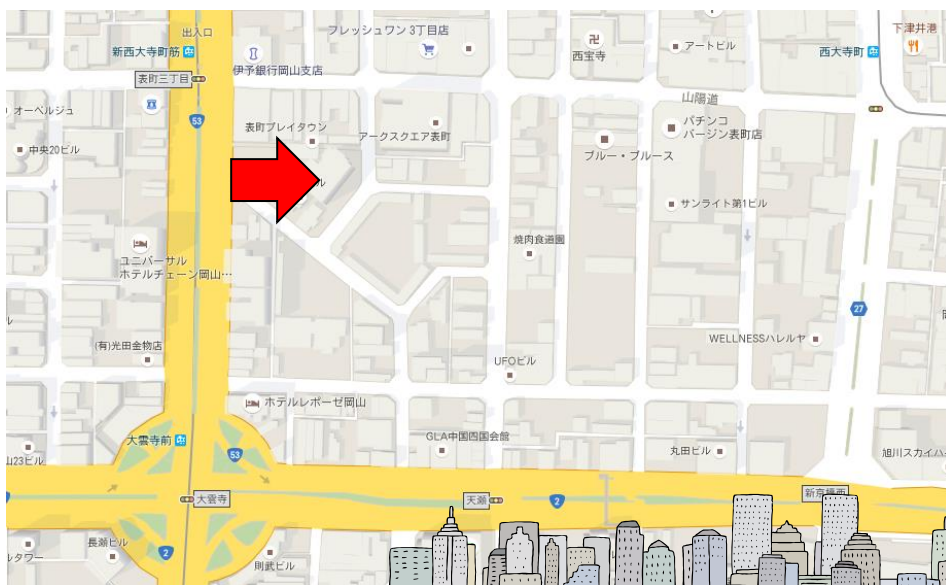 出入口
フレッシュワン 3丁目店
下津井港
新西大寺町筋
西宝寺
アートビル
西大寺町
伊予銀行岡山支店
表町三丁目
山陽道
オーベルジュ
53
表町プレイタウン
アークスクエア表町
パチンコ
バージン表町店
中央20ビル
ブルー・ブルース
ル
サンライト第1ビル
焼肉食道園
ユニバーサル
ホテルチェーン岡山…
27
(有)光田金物店
WELLNESSハレルヤ
UFOビル
ホテルレポーゼ岡山
大雲寺前
GLA中国四国会館
53
丸田ビル
旭川スカイハ
山23ビル
大雲寺
天瀬
2
長瀬ビル
2
ルタワー
則武ビル